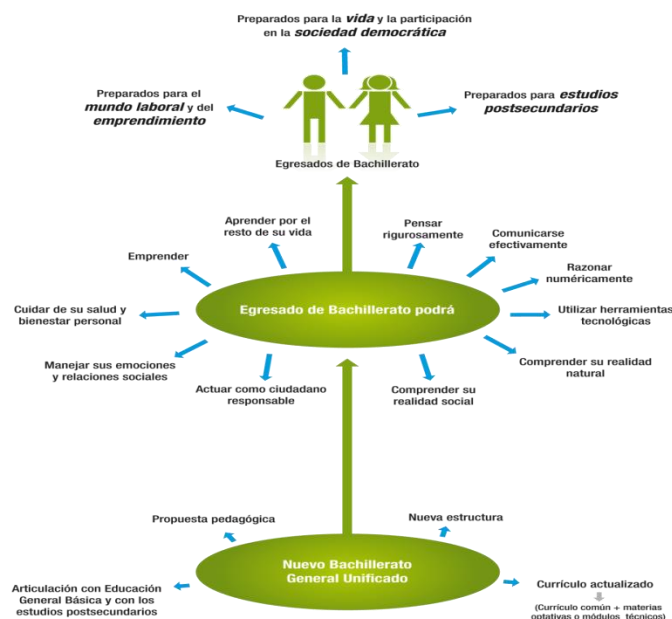 Preparados para la vida y la participación
en la sociedad democrática
Preparados para el
mundo laboral y del
emprendimiento
Preparados para estudios
postsecundarios
Egresados de Bachillerato
Aprender por el
resto de su vida
Pensar
rigurosamente
Comunicarse
efectivamente
Emprender
Razonar
numéricamente
Egresado de Bachillerato podrá
Cuidar de su salud y
bienestar personal
Utilizar herramientas
tecnológicas
Manejar sus emociones
y relaciones sociales
Comprender su realidad
natural
Actuar como ciudadano
responsable
Comprender su
realidad social
Propuesta pedagógica
Nueva estructura
Nuevo Bachillerato
General Unificado
Articulación con Educación
General Básica y con los
estudios postsecundarios
Currículo actualizado
(Currículo común + materias
optativas o módulos técnicos)